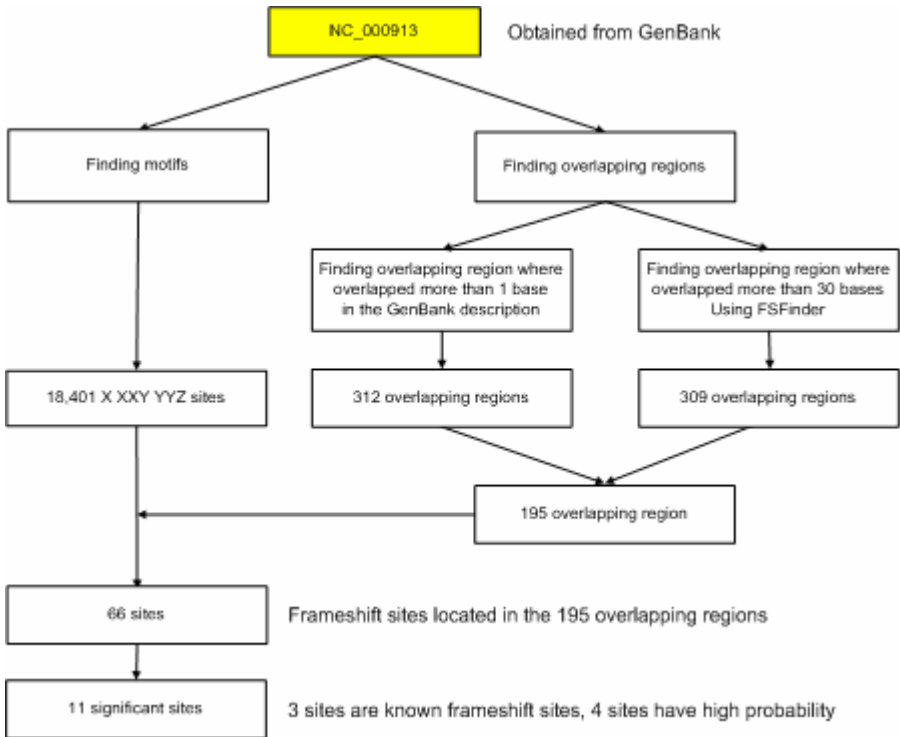 NC_000913
Obtained from GenBank
Finding motifs
Finding overlapping regions
Finding overlapping region where
overlapped more than 1 base
in the GenBank description
Finding overlapping region where
overlapped more than 30 bases
Using FSFinder
18,401 X XXY YYZ sites
312 overlapping regions
309 overlapping regions
195 overlapping region
66 sites
Frameshift sites located in the 195 overlapping regions
11 significant sites
3 sites are known frameshift sites, 4 sites have high probability